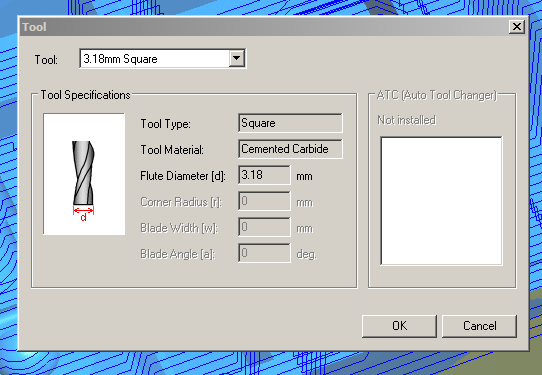 Tool
Tool: 3.18mm Square
Tool Specifications
d
Tool Type: Square
Tool Material: Cemented Carbide
Flute Diameter [d]: 3.18 mm
Corner Radius [r]: 0 mm
Blade Width [w]: 0 mm
Blade Angle [a]: 0 deg.
ATC (Auto Tool Changer)
Not installed
OK Cancel